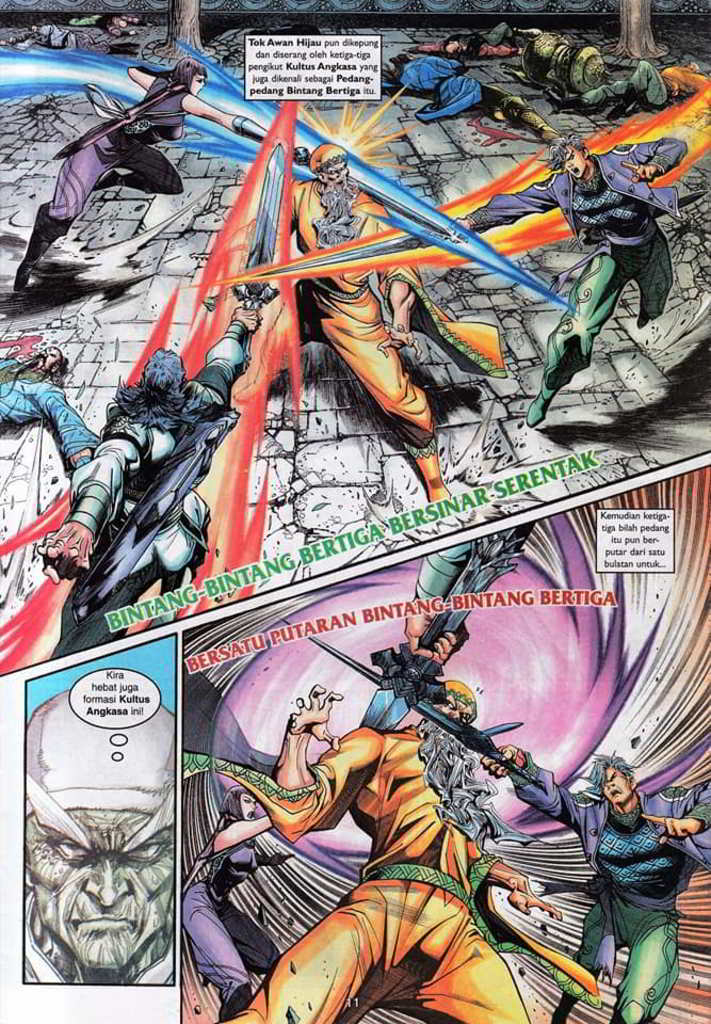 Tok Awan Hijau pun dikepung
dan diserang oleh ketiga-tiga
pengikut Kultus Angkasa yang
juga dikenali sebagai Pedang-
pedang Bintang Bertiga itu.
BINTANG-BINTANG BERTIGA BERSINAR SERENTAK
Kemudian ketiga-
tiga bilah pedang
itu pun ber-
putar dari satu
bulatan untuk...
BERSATU PUTARAN BINTANG-BINTANG BERTIGA
Kira
hebat juga
formasi Kultus
Angkasa ini!
11